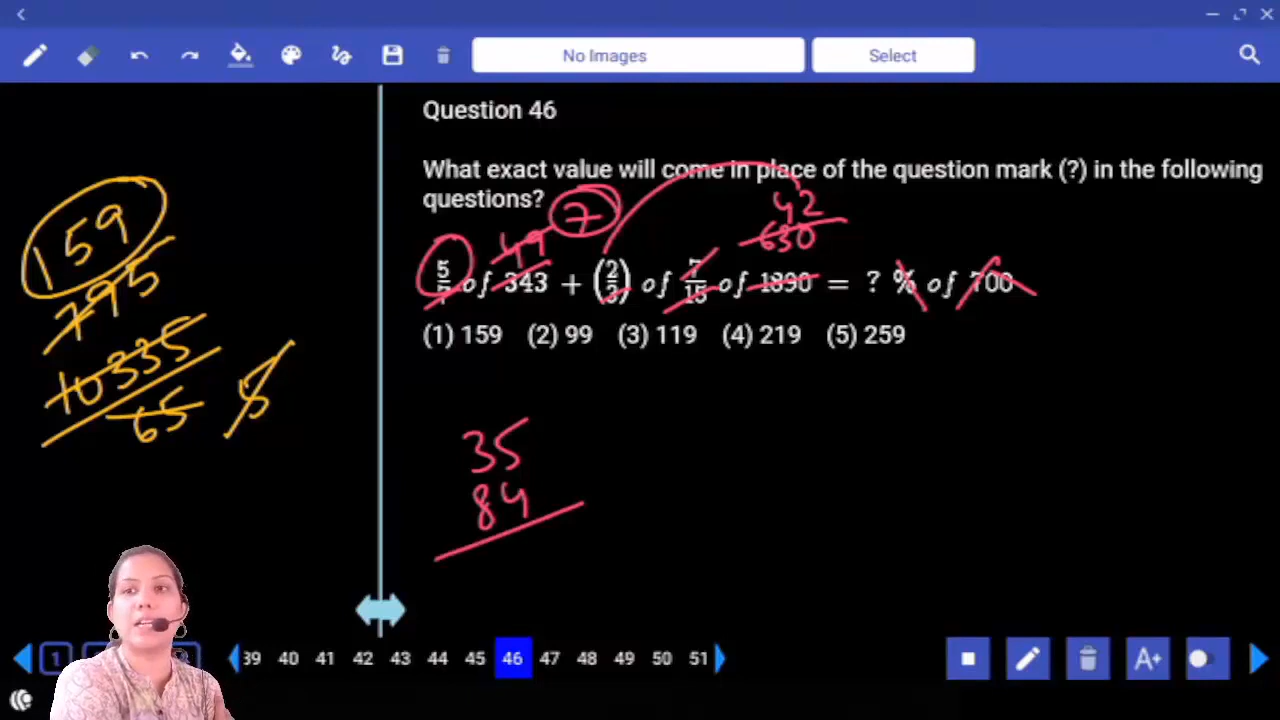 No Images
Select
Question 46
What exact value will come in place of the question mark (?) in the following
questions?
159
795
10335
65
5
7
49
42
630
5/7 of 343 + (2/3) of 7/15 of 1890 = ? % of 700
(1) 159 (2) 99 (3) 119 (4) 219 (5) 259
35
84
1
39 40 41 42 43 44 45 46 47 48 49 50 51
A+